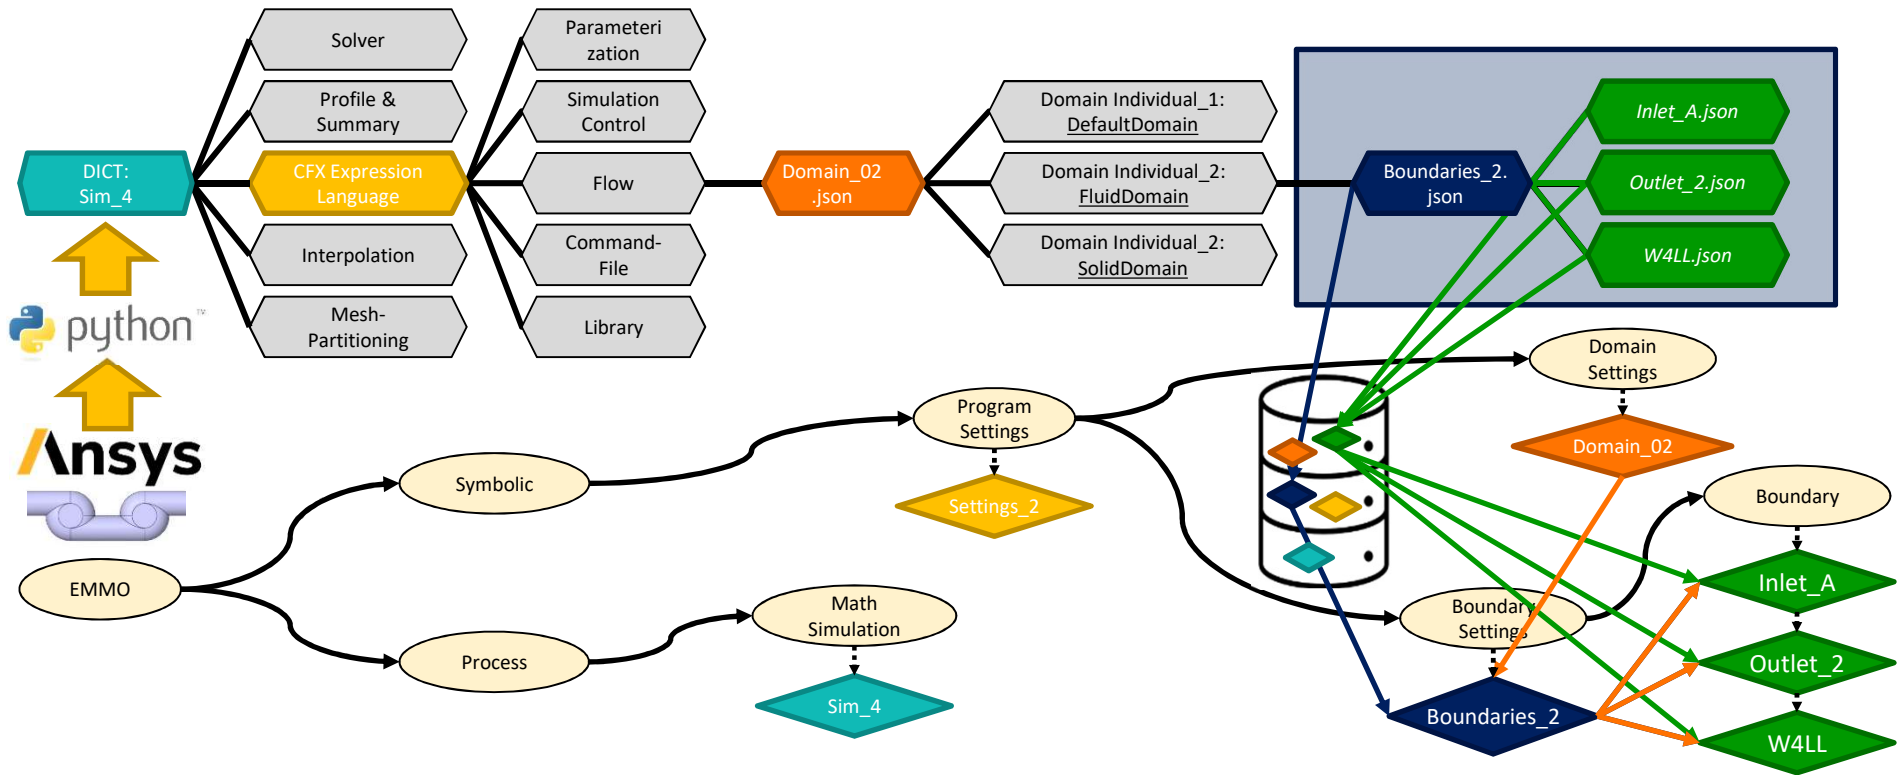 Solver
Profile &
Summary
DICT:
Sim_4
CFX Expression
Language
Interpolation
Mesh-
Partitioning
Parameteri
zation
Simulation
Control
Flow
Command-
File
Library
Domain_02
.json
Domain Individual_1:
DefaultDomain
Domain Individual_2:
FluidDomain
Domain Individual_2:
SolidDomain
Boundaries_2.
json
Inlet_A.json
Outlet_2.json
W4LL.json
python™
Ansys
EMMO
Symbolic
Process
Program
Settings
Settings_2
Math
Simulation
Sim_4
Domain
Settings
Domain_02
Boundary
Settings
Boundaries_2
Boundary
Inlet_A
Outlet_2
W4LL